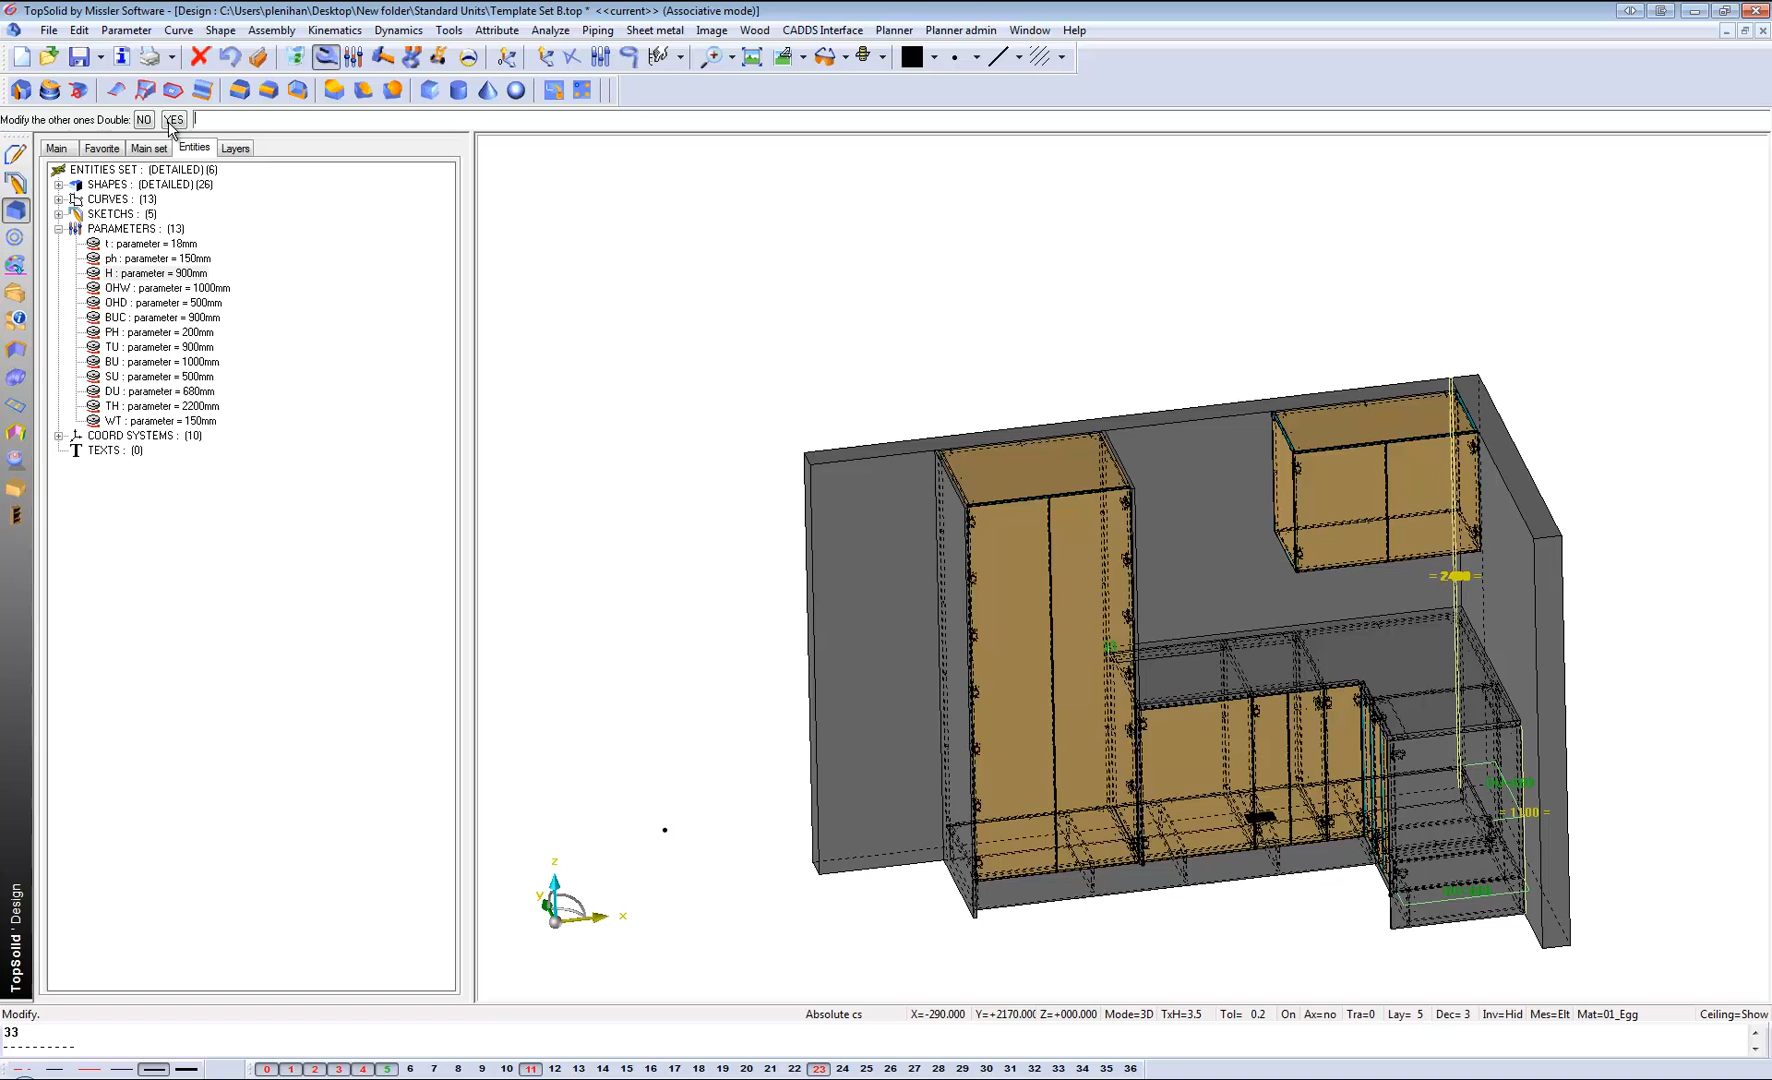 TopSolid by Missler Software - [Design : C:\Users\plenihan\Desktop\New folder\Standard Units\Template Set B.top *  <<current>> (Associative mode)]
File Edit Parameter Curve Shape Assembly Kinematics Dynamics Tools Attribute Analyze Piping Sheet metal Image Wood CADDS Interface Planner Planner admin Window Help
Modify the other ones Double: NO YES
Main Favorite Main set Entities Layers
ENTITIES SET : (DETAILED) (6)
SHAPES : (DETAILED) (26)
CURVES : (13)
SKETCHS : (5)
PARAMETERS : (13)
t : parameter = 18mm
ph : parameter = 150mm
H : parameter = 900mm
OHW : parameter = 1000mm
OHD : parameter = 500mm
BUC : parameter = 900mm
PH : parameter = 200mm
TU : parameter = 900mm
BU : parameter = 1000mm
SU : parameter = 500mm
DU : parameter = 680mm
TH : parameter = 2200mm
WT : parameter = 150mm
COORD SYSTEMS : (10)
TEXTS : (0)
= 1100 =
z
y
x
TopSolid'Design
Modify.
Absolute cs X=-290.000 Y=+2170.000 Z=+000.000 Mode=3D TxH=3.5 Tol= 0.2 On Ax=no Tra=0 Lay= 5 Dec= 3 Inv=Hid Mes=Elt Mat=01_Egg Ceiling=Show
33
----------
0 1 2 3 4 5 6 7 8 9 10 11 12 13 14 15 16 17 18 19 20 21 22 23 24 25 26 27 28 29 30 31 32 33 34 35 36